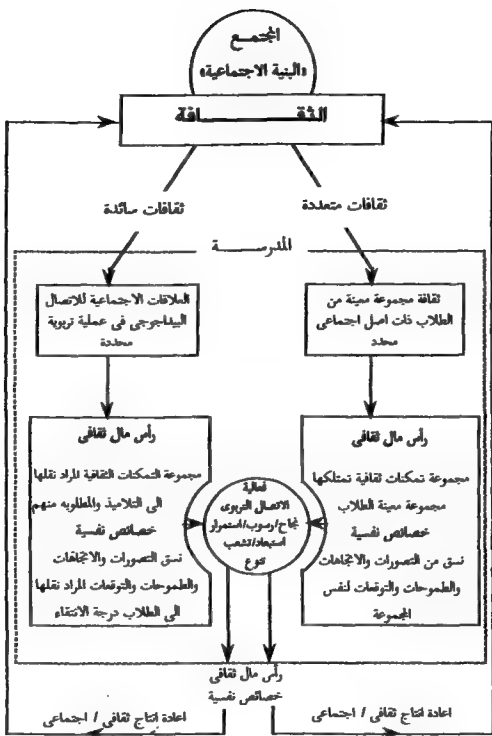 المجتمع
«البنية الاجتماعية»
الثقافة
ثقافات متعددة
ثقافات سائدة
المدرسة
ثقافة مجموعة معينة من
الطلاب ذات اصل اجتماعى
محدد
العلاقات الاجتماعية للاتصال
البيداجوجى فى عملية تربوية
محددة
رأس مال ثقافى
مجموعة تمكنات ثقافية تمتلكها
مجموعة معينة الطلاب
خصائص نفسية
نسق من التصورات والاتجاهات
والطموحات والتوقعات لنفس
المجموعة
فعالية
الاتصال التربوى
نجاح/رسوب/استمرار
استبعاد/تشعب
تنوع
رأس مال ثقافى
مجموعة التمكنات الثقافية المراد نقلها
الى التلاميذ والمطلوبه منهم
خصائص نفسية
نسق التصورات والاتجاهات
والطموحات والتوقعات المراد نقلها
الى الطلاب درجة الانتقاء
رأس مال ثقافى
خصائص نفسية
اعادة انتاج ثقافى / اجتماعى
اعادة انتاج ثقافى / اجتماعى